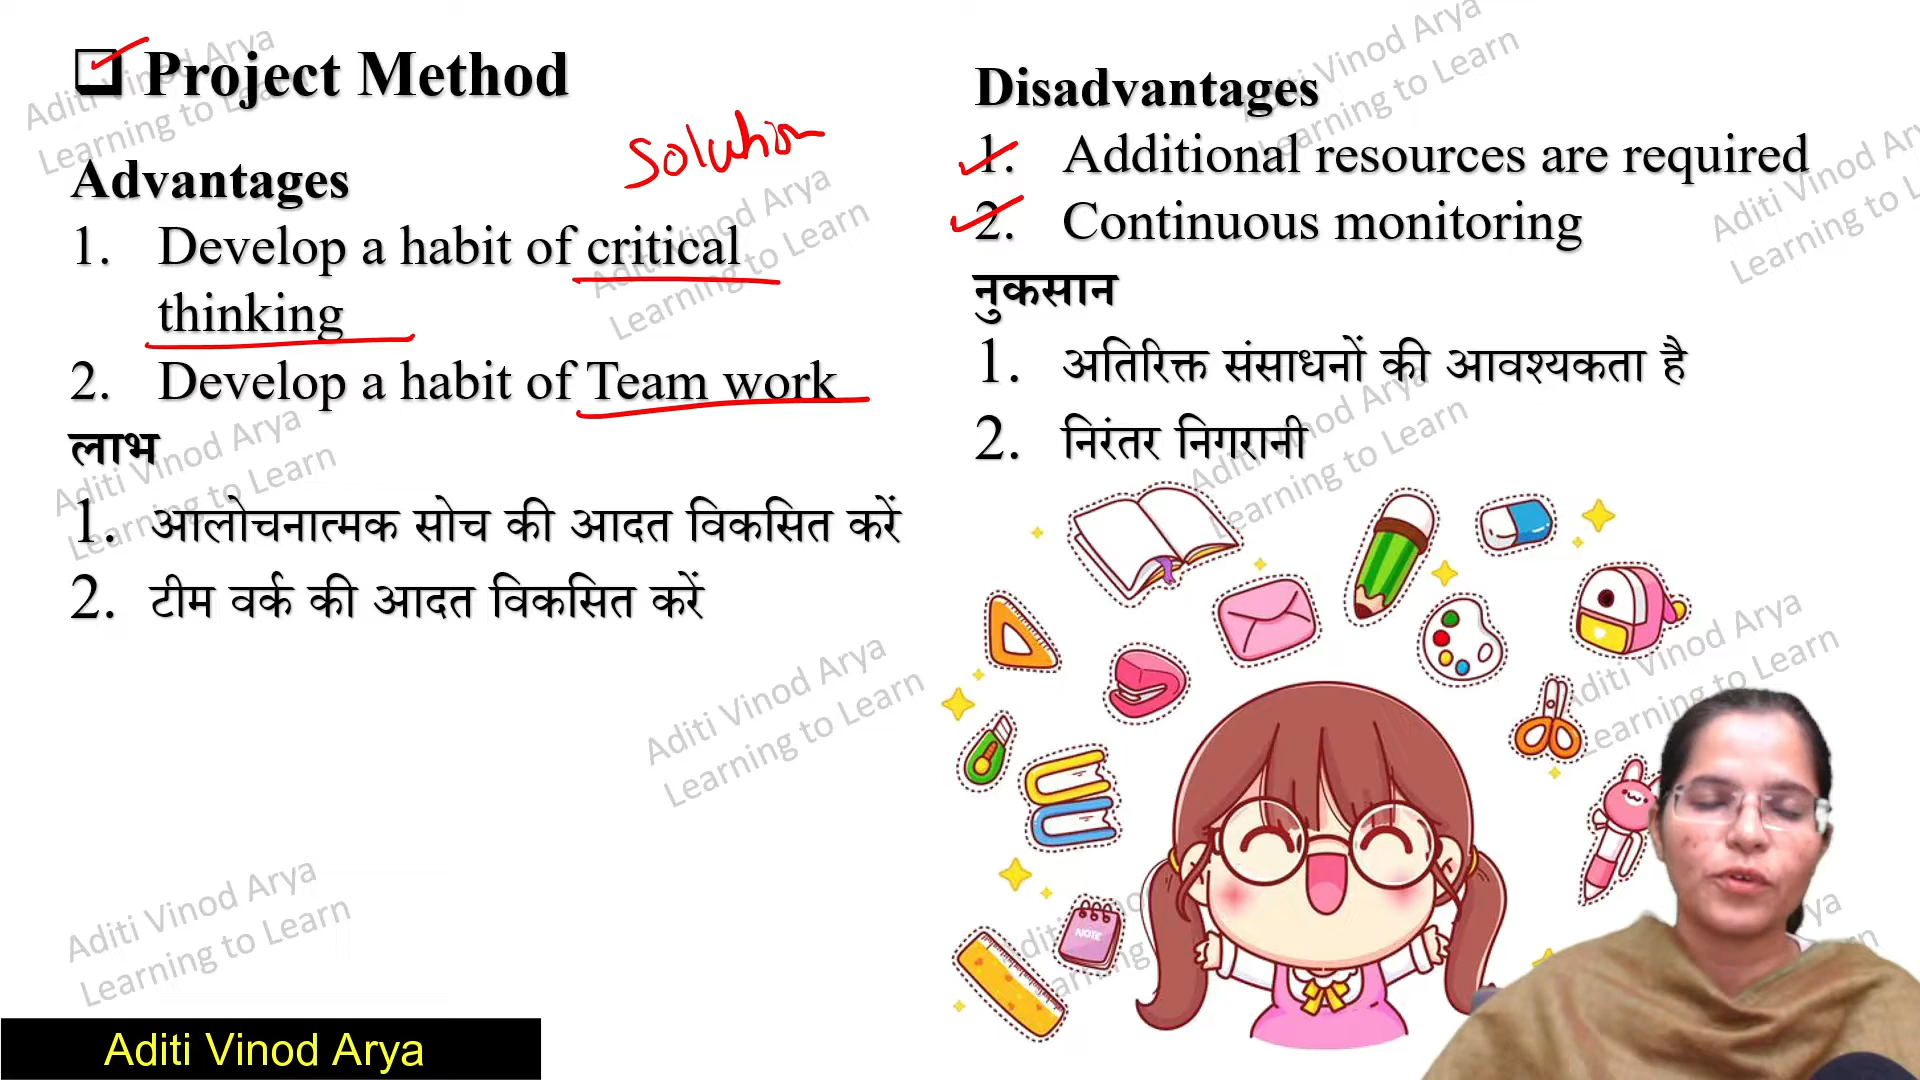 Project Method
solution
Advantages
1. Develop a habit of critical
thinking
2. Develop a habit of Team work
लाभ
1. आलोचनात्मक सोच की आदत विकसित करें
2. टीम वर्क की आदत विकसित करें
Disadvantages
1. Additional resources are required
2. Continuous monitoring
नुकसान
1. अतिरिक्त संसाधनों की आवश्यकता है
2. निरंतर निगरानी
NOTE
Aditi Vinod Arya
Learning to Learn
Aditi Vinod Arya